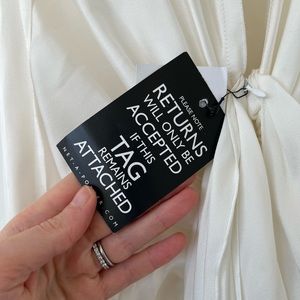 PLEASE NOTE
RETURNS
WILL ONLY BE
ACCEPTED
IF THIS
TAG
REMAINS
ATTACHED
NET-A-PORTER.COM